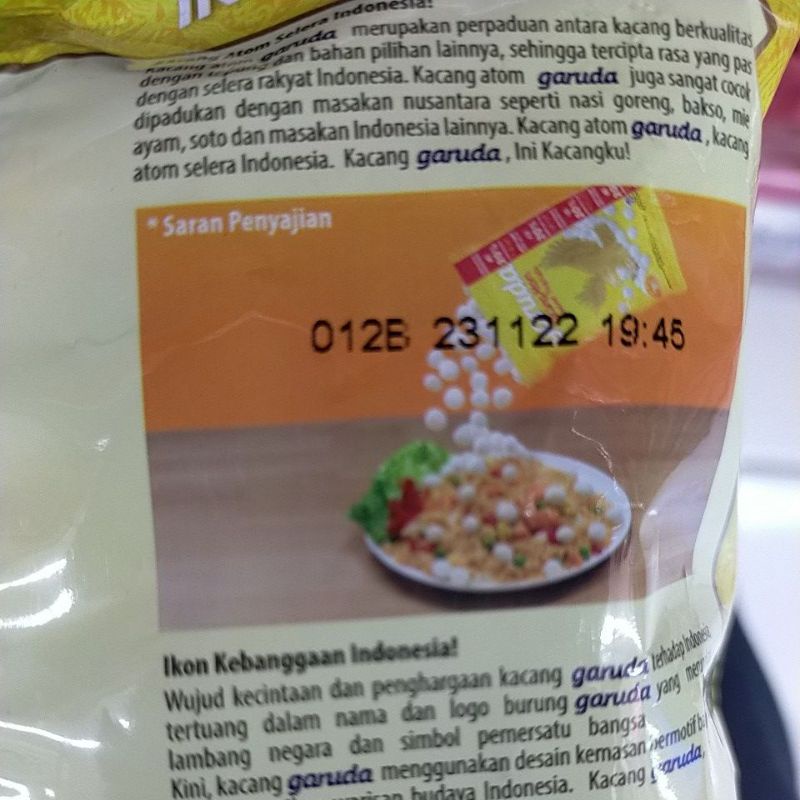 Selera Indonesia!
Kacang Atom garuda merupakan perpaduan antara kacang berkualitas
dengan bahan pilihan lainnya, sehingga tercipta rasa yang pas
dengan selera rakyat Indonesia. Kacang atom garuda juga sangat cocok
dipadukan dengan masakan nusantara seperti nasi goreng, bakso, mie
ayam, soto dan masakan Indonesia lainnya. Kacang atom garuda, kacang
atom selera Indonesia. Kacang garuda, Ini Kacangku!
* Saran Penyajian
012B 231122 19:45
Ikon Kebanggaan Indonesia!
Wujud kecintaan dan penghargaan kacang garuda terhadap Indonesia
tertuang dalam nama dan logo burung garuda yang
lambang negara dan simbol pemersatu bangsa
Kini, kacang garuda menggunakan desain kemasan bermotif
budaya Indonesia. Kacang garuda,